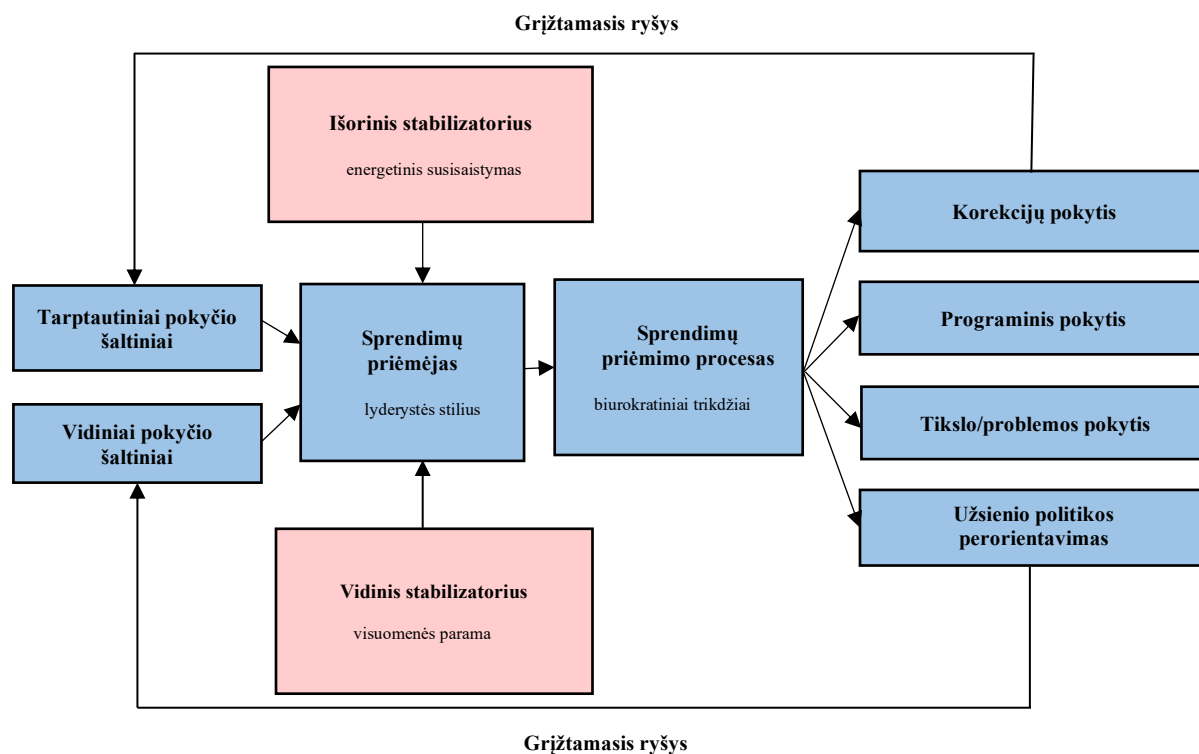 Grįžtamasis ryšys
Išorinis stabilizatorius
energetinis susisaistymas
Tarptautiniai pokyčio
šaltiniai
Vidiniai pokyčio
šaltiniai
Sprendimų
priėmėjas
lyderystės stilius
Sprendimų
priėmimo procesas
biurokratiniai trikdžiai
Korekcijų pokytis
Programinis pokytis
Tikslo/problemos pokytis
Užsienio politikos
perorientavimas
Vidinis stabilizatorius
visuomenės parama
Grįžtamasis ryšys